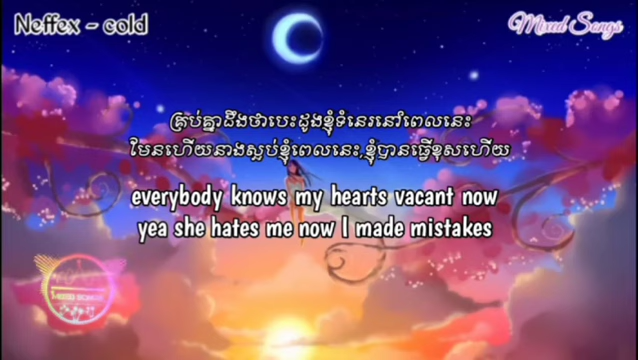 Neffex - cold
Mixed Songs
គ្រប់គ្នាដឹងថាបេះដូងខ្ញុំទំនេរនៅពេលនេះ
មែនហើយនាងស្អប់ខ្ញុំពេលនេះ,ខ្ញុំបានធ្វើខុសហើយ
everybody knows my hearts vacant now
yea she hates me now I made mistakes
MIXED SONGS